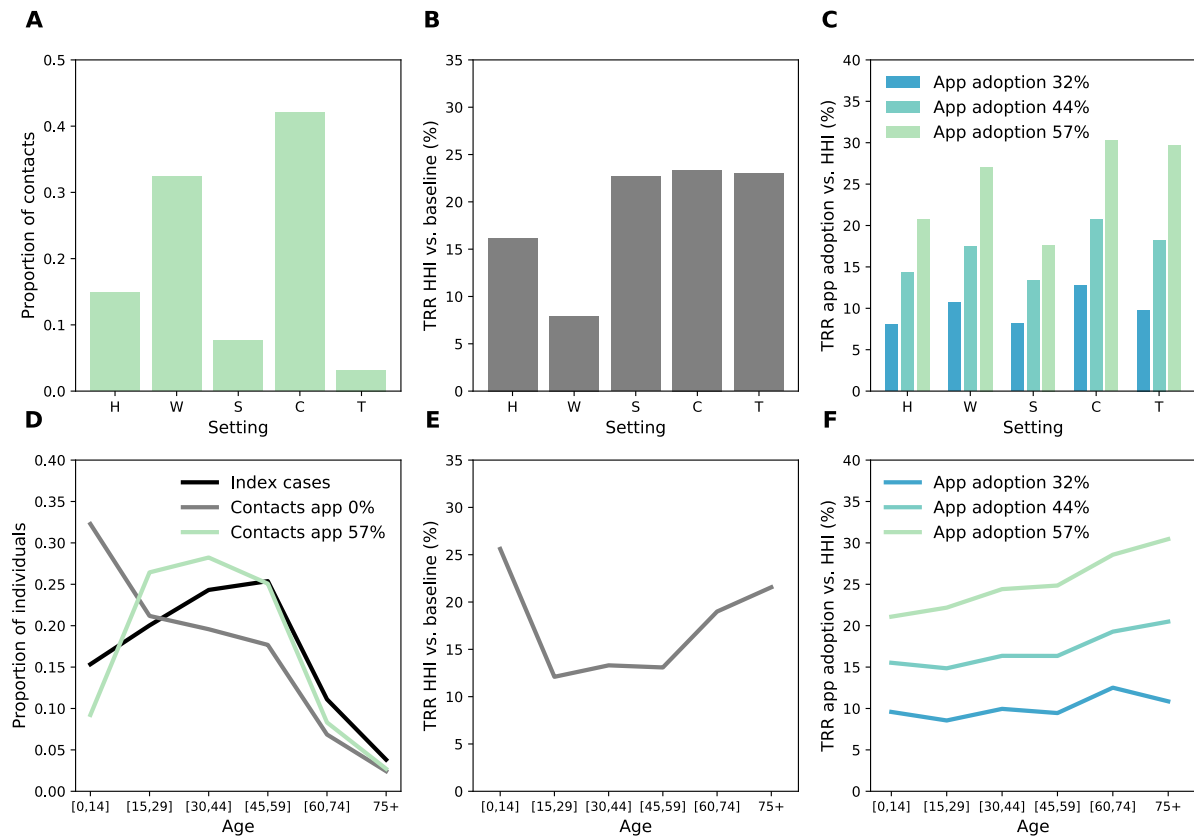 A
Proportion of contacts
0.5
0.4
0.3
0.2
0.1
0.0
H W S C T
Setting
B
TRR HHI vs. baseline (%)
35
30
25
20
15
10
5
0
H W S C T
Setting
C
TRR app adoption vs. HHI (%)
40
35
30
25
20
15
10
5
0
App adoption 32%
App adoption 44%
App adoption 57%
H W S C T
Setting
D
Proportion of individuals
0.40
0.35
0.30
0.25
0.20
0.15
0.10
0.05
0.00
Index cases
Contacts app 0%
Contacts app 57%
[0,14] [15,29] [30,44] [45,59] [60,74] 75+
Age
E
TRR HHI vs. baseline (%)
35
30
25
20
15
10
5
0
[0,14] [15,29] [30,44] [45,59] [60,74] 75+
Age
F
TRR app adoption vs. HHI (%)
40
35
30
25
20
15
10
5
0
App adoption 32%
App adoption 44%
App adoption 57%
[0,14] [15,29] [30,44] [45,59] [60,74] 75+
Age